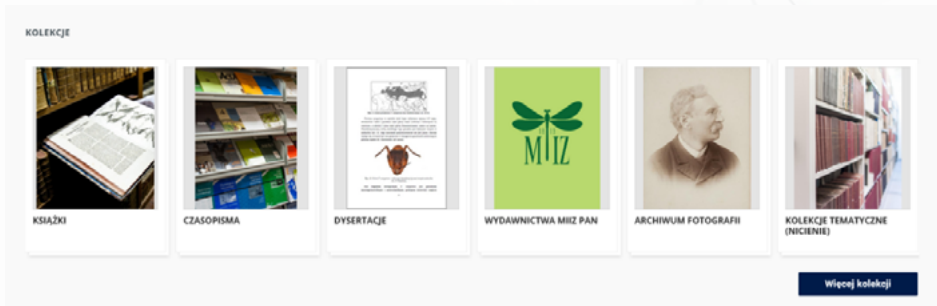 KOLEKCJE
MIIZ
KSIĄŻKI
CZASOPISMA
DYSERTACJE
WYDAWNICTWA MIIZ PAN
ARCHIWUM FOTOGRAFII
KOLEKCJE TEMATYCZNE
(NICIENIE)
Więcej kolekcji